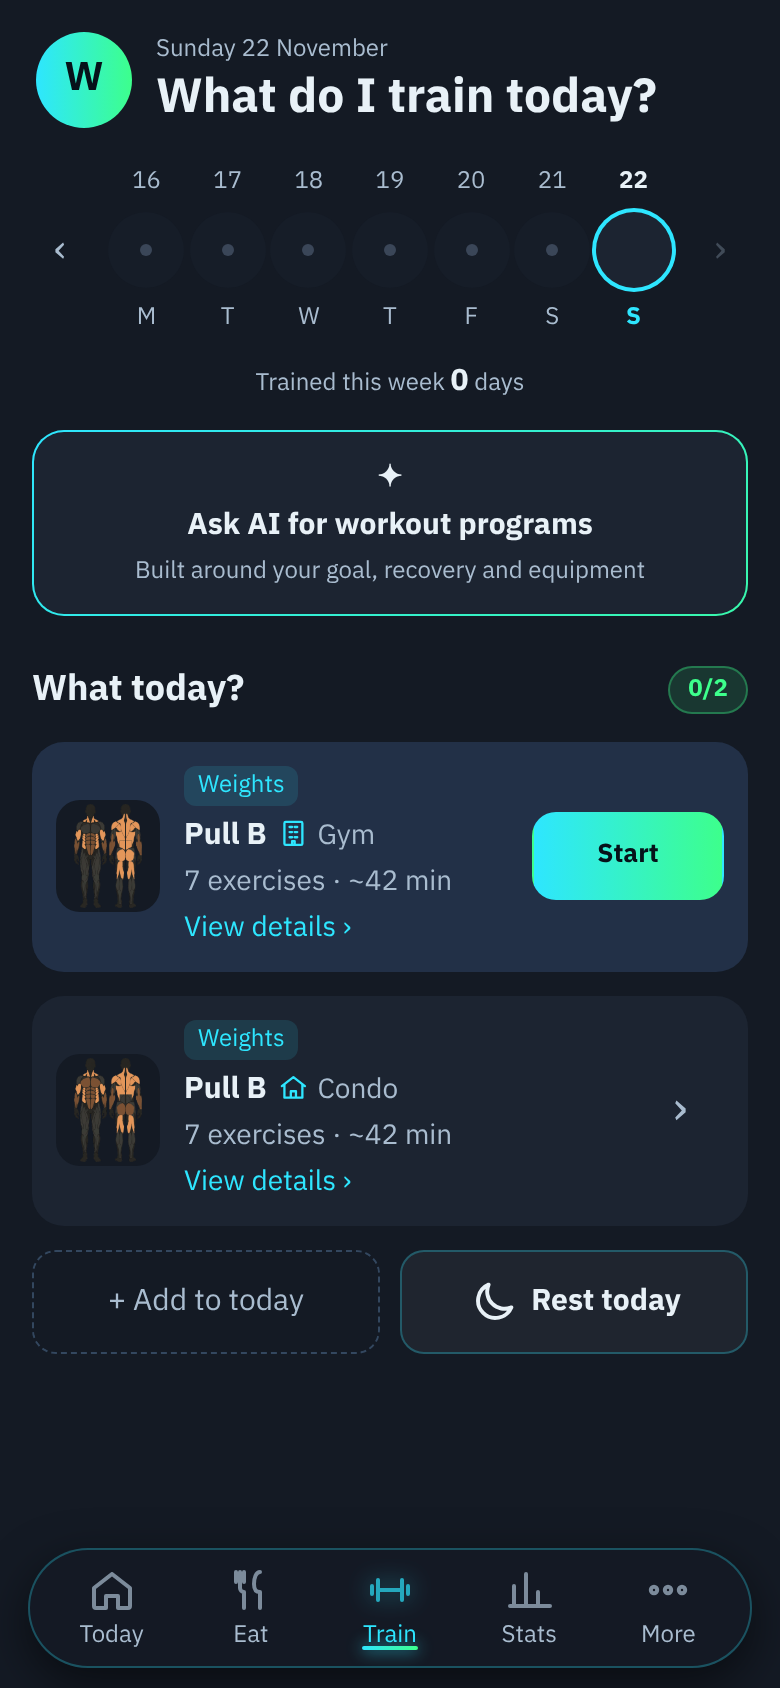 W
Sunday 22 November
What do I train today?
16 17 18 19 20 21 22
‹ ›
M T W T F S S
Trained this week 0 days
Ask AI for workout programs
Built around your goal, recovery and equipment
What today?
0/2
Weights
Pull B Gym
7 exercises · ~42 min
View details ›
Start
Weights
Pull B Condo
7 exercises · ~42 min
View details ›
›
+ Add to today
Rest today
Today Eat Train Stats More